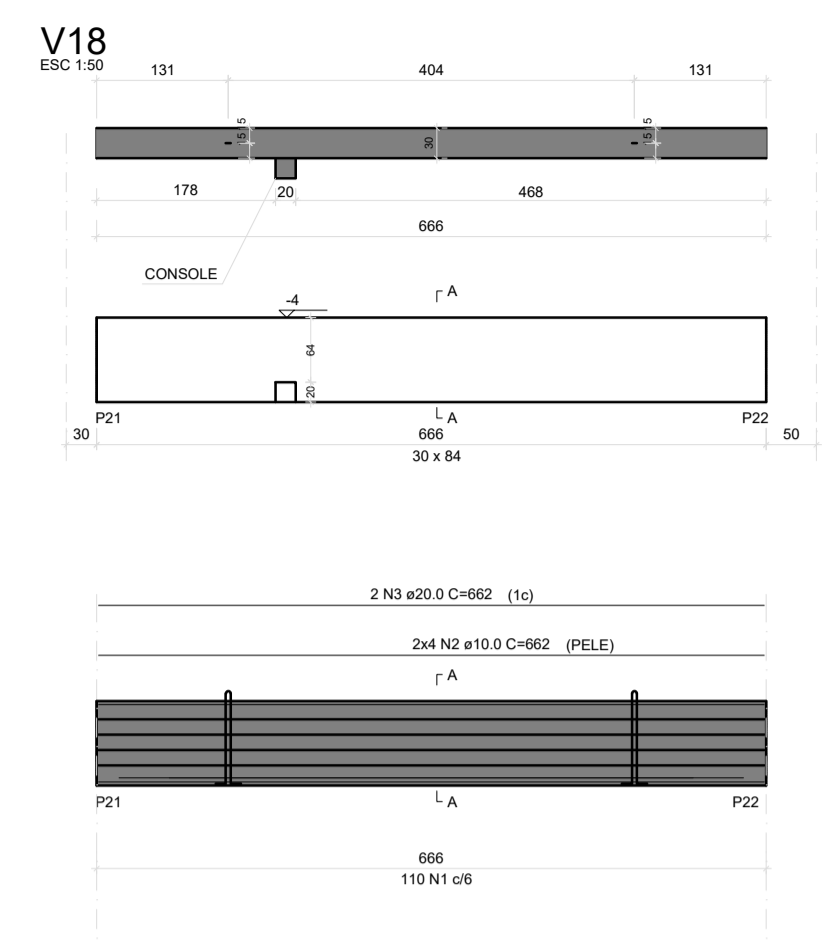 V18
ESC 1:50
131 404 131
15 15 30 15 15
178 20 468
666
CONSOLE
A
-4
64
20
A
P21 P22
30 666 50
30 x 84
2 N3 ø20.0 C=662 (1c)
2x4 N2 ø10.0 C=662 (PELE)
A
A
P21 P22
666
110 N1 c/6